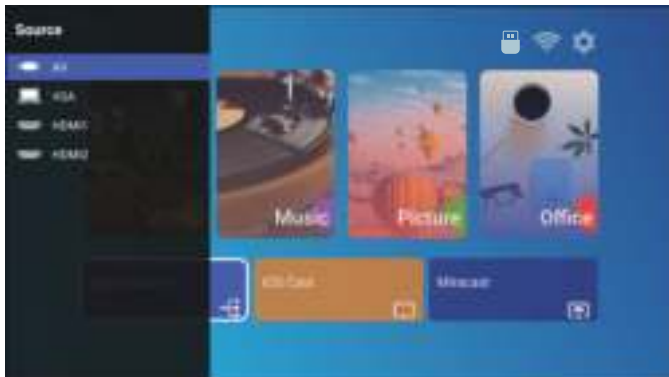 Source
AV
VGA
HDMI1
HDMI2
Music
Picture
Office
iOS Cast
Miracast